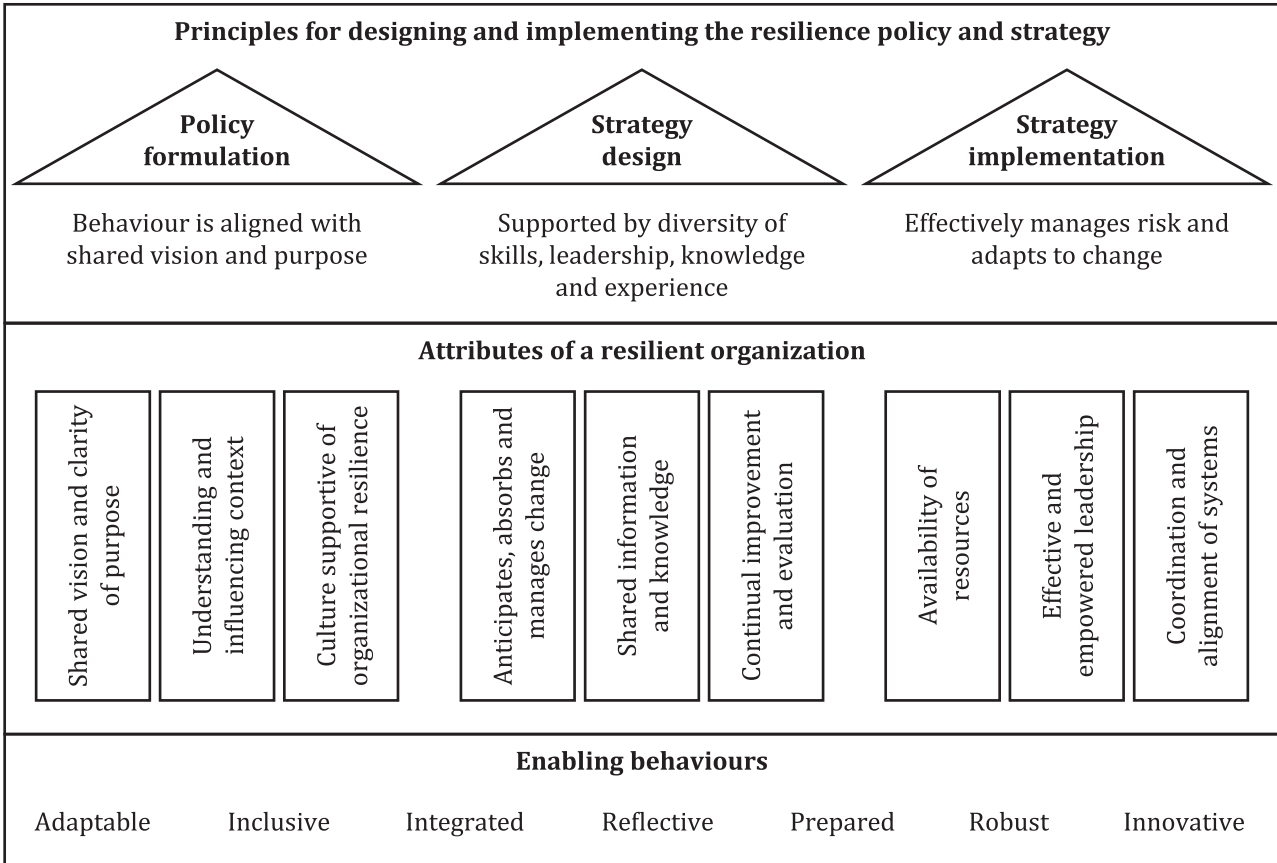 Principles for designing and implementing the resilience policy and strategy
Policy
formulation
Strategy
design
Strategy
implementation
Behaviour is aligned with
shared vision and purpose
Supported by diversity of
skills, leadership, knowledge
and experience
Effectively manages risk and
adapts to change
Attributes of a resilient organization
Shared vision and clarity
of purpose
Understanding and
influencing context
Culture supportive of
organizational resilience
Anticipates, absorbs and
manages change
Shared information
and knowledge
Continual improvement
and evaluation
Availability of
resources
Effective and
empowered leadership
Coordination and
alignment of systems
Enabling behaviours
Adaptable Inclusive Integrated Reflective Prepared Robust Innovative